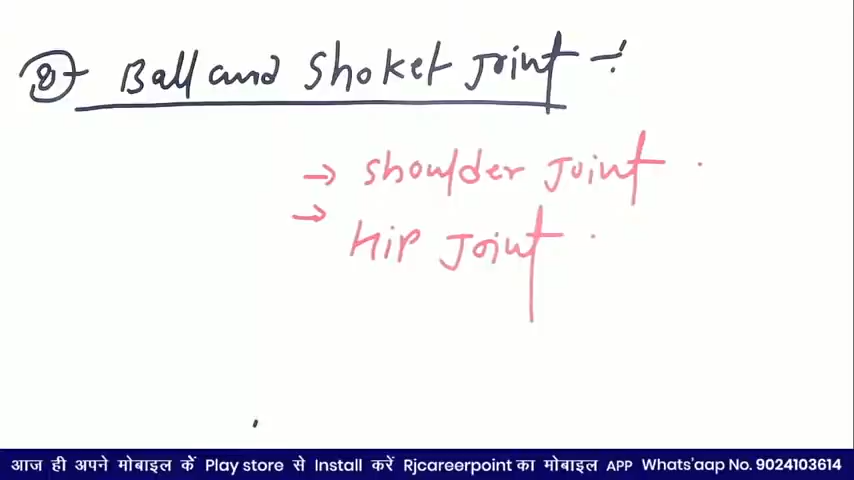 8 Ball and Shoket Joint ÷
→ Shoulder Joint .
→ Hip Joint .
आज ही अपने मोबाइल कें Play store से Install करें Rjcareerpoint का मोबाइल APP Whats'aap No. 9024103614